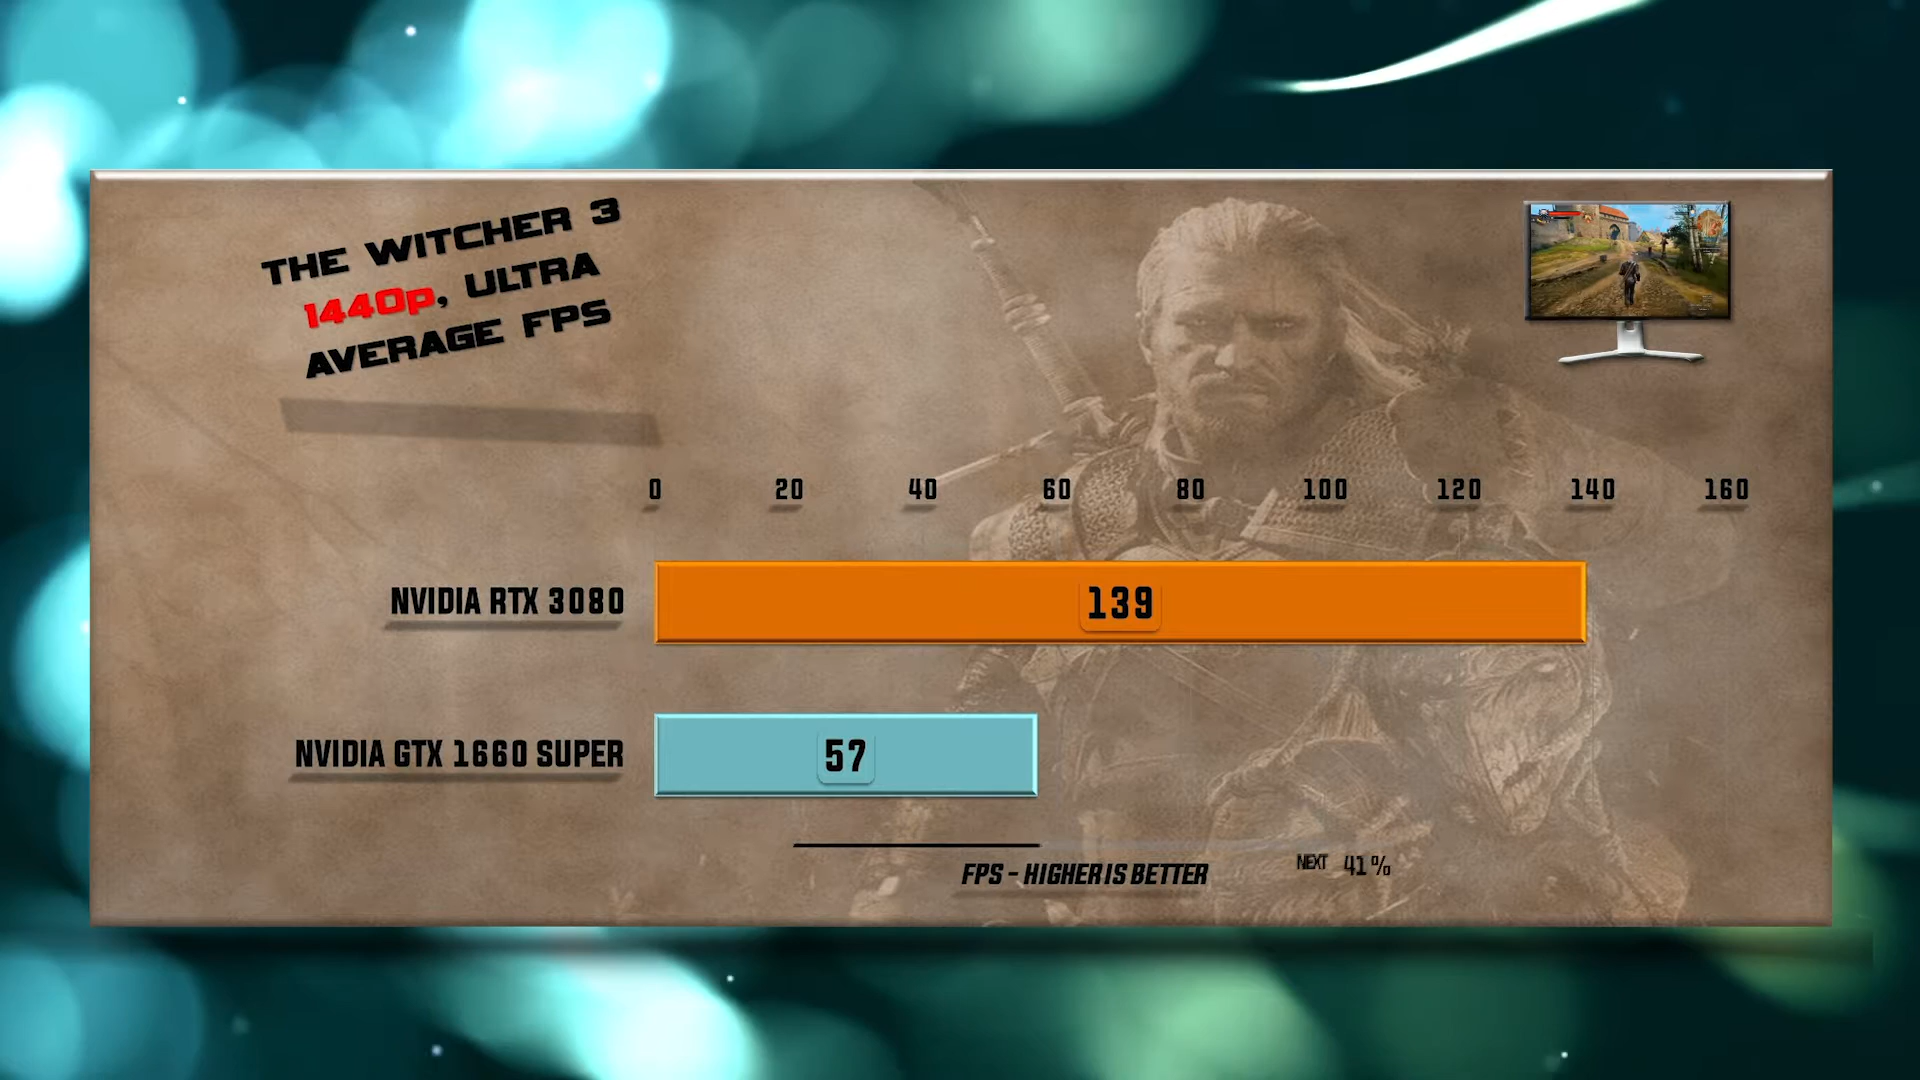 THE WITCHER 3
1440p, ULTRA
AVERAGE FPS
0 20 40 60 80 100 120 140 160
NVIDIA RTX 3080 139
NVIDIA GTX 1660 SUPER 57
FPS - HIGHER IS BETTER
NEXT 41%